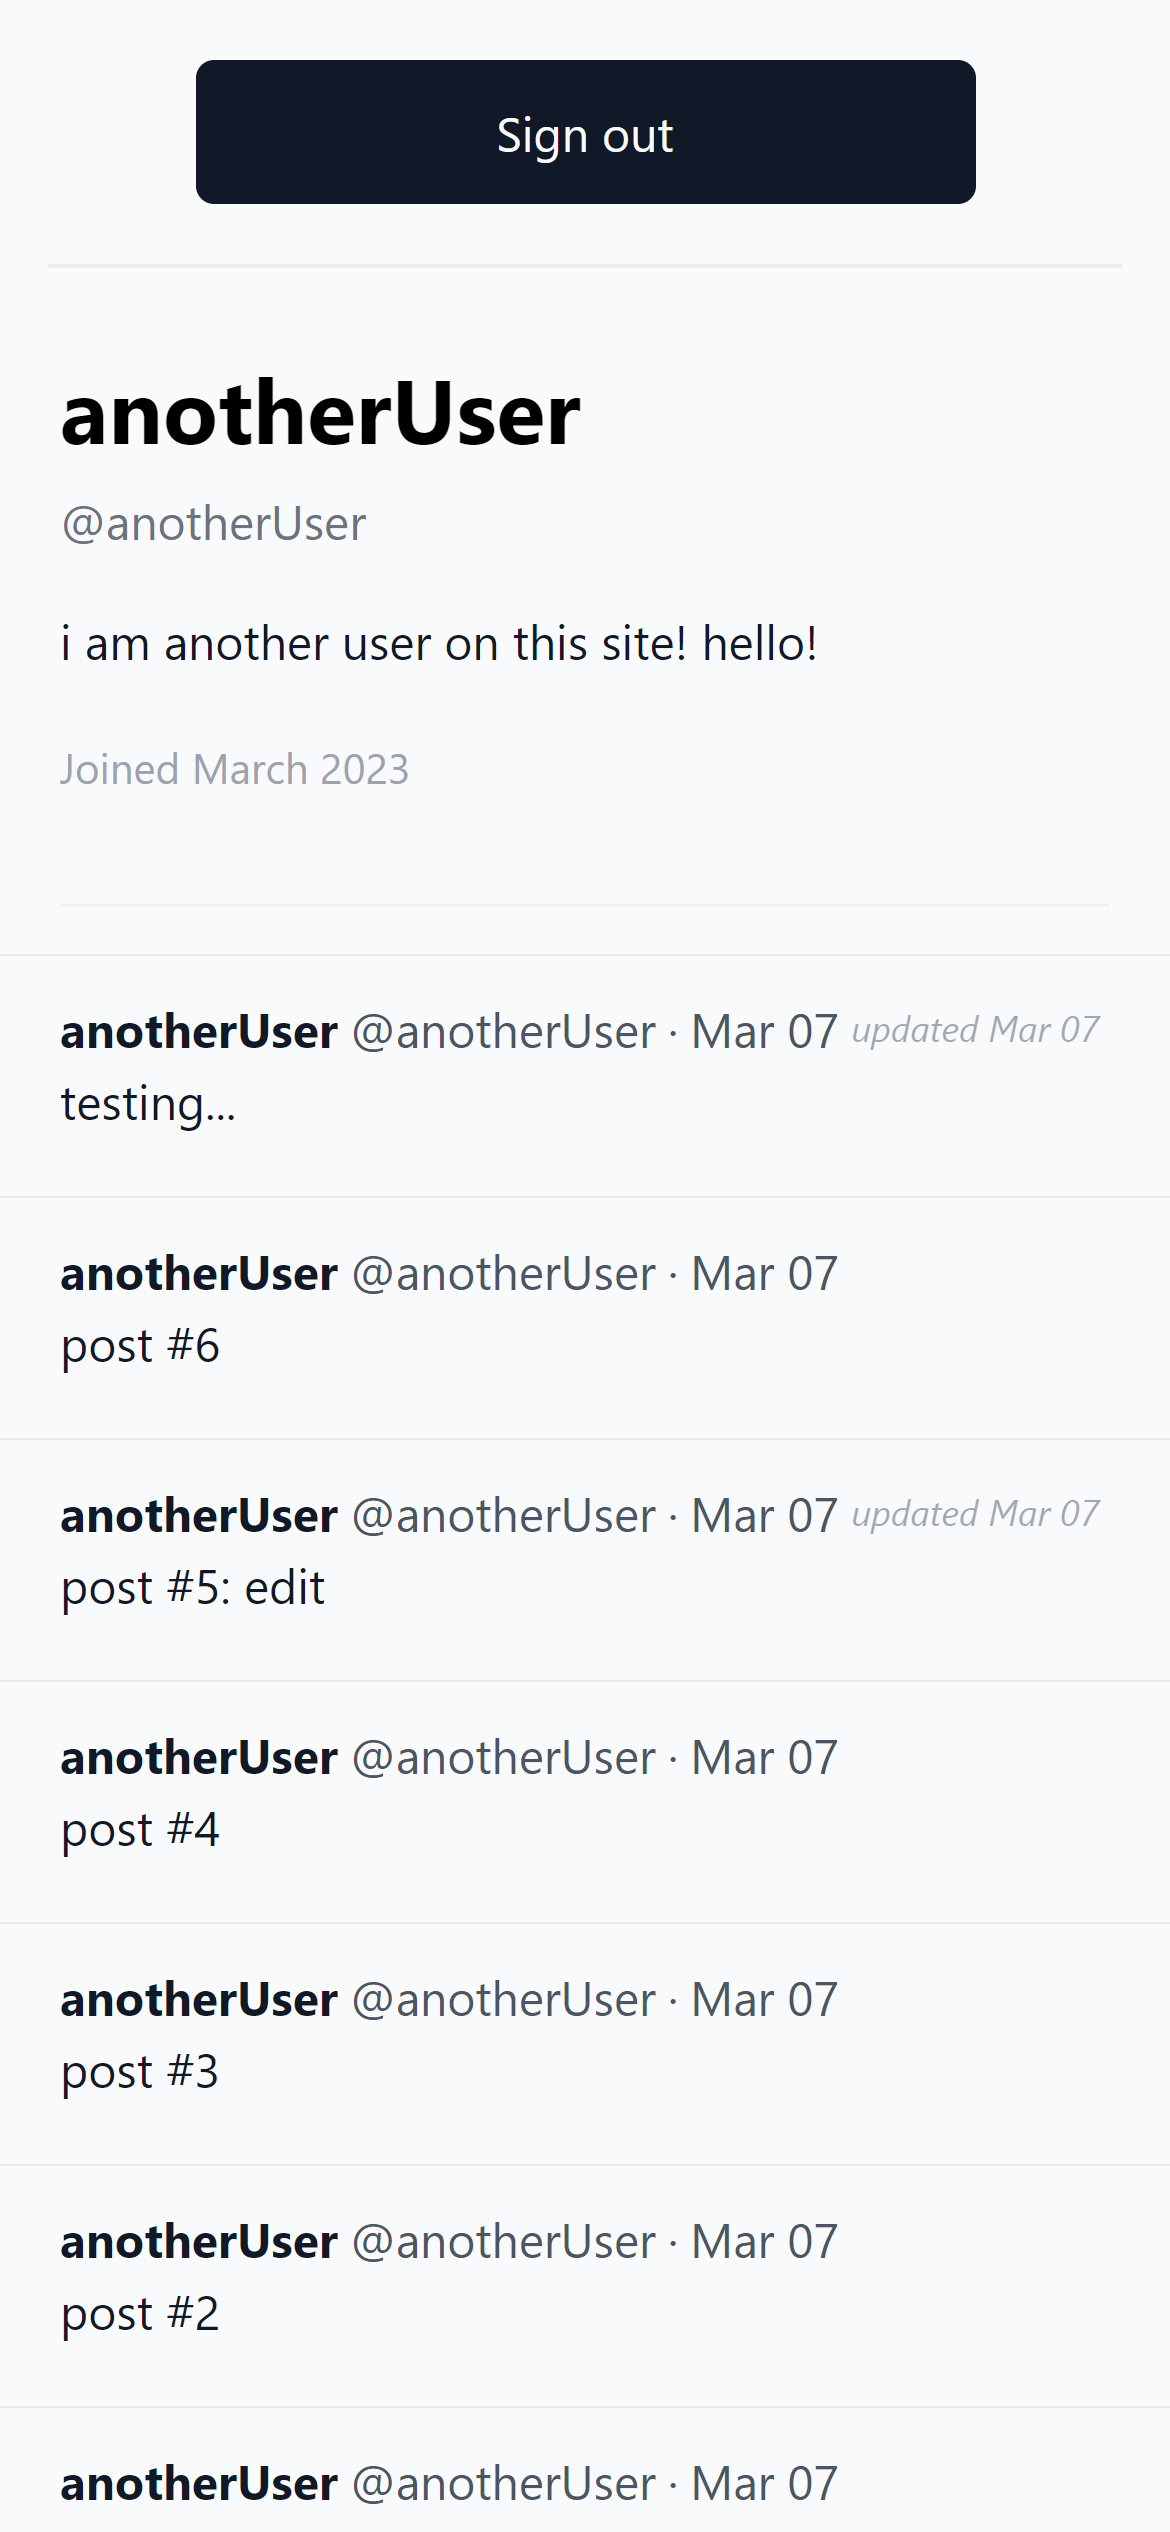 Sign out
anotherUser
@anotherUser
i am another user on this site! hello!
Joined March 2023
anotherUser @anotherUser · Mar 07 updated Mar 07
testing...
anotherUser @anotherUser · Mar 07
post #6
anotherUser @anotherUser · Mar 07 updated Mar 07
post #5: edit
anotherUser @anotherUser · Mar 07
post #4
anotherUser @anotherUser · Mar 07
post #3
anotherUser @anotherUser · Mar 07
post #2
anotherUser @anotherUser · Mar 07